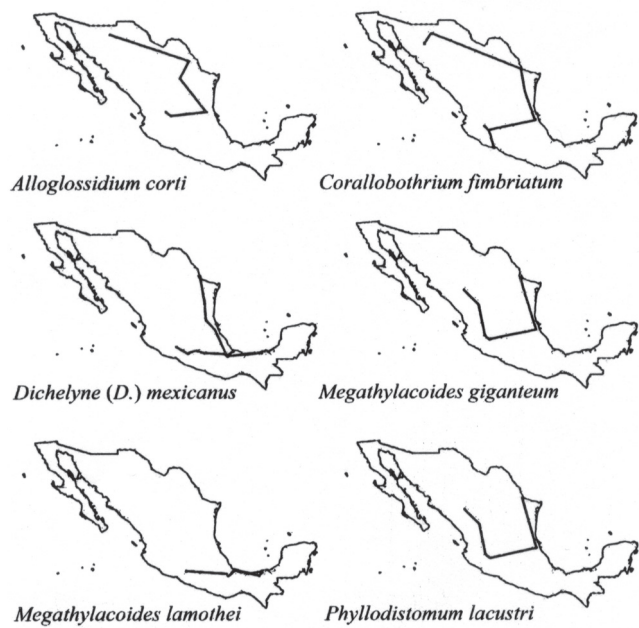 Alloglossidium corti
Corallobothrium fimbriatum
Dichelyne (D.) mexicanus
Megathylacoides giganteum
Megathylacoides lamothei
Phyllodistomum lacustri